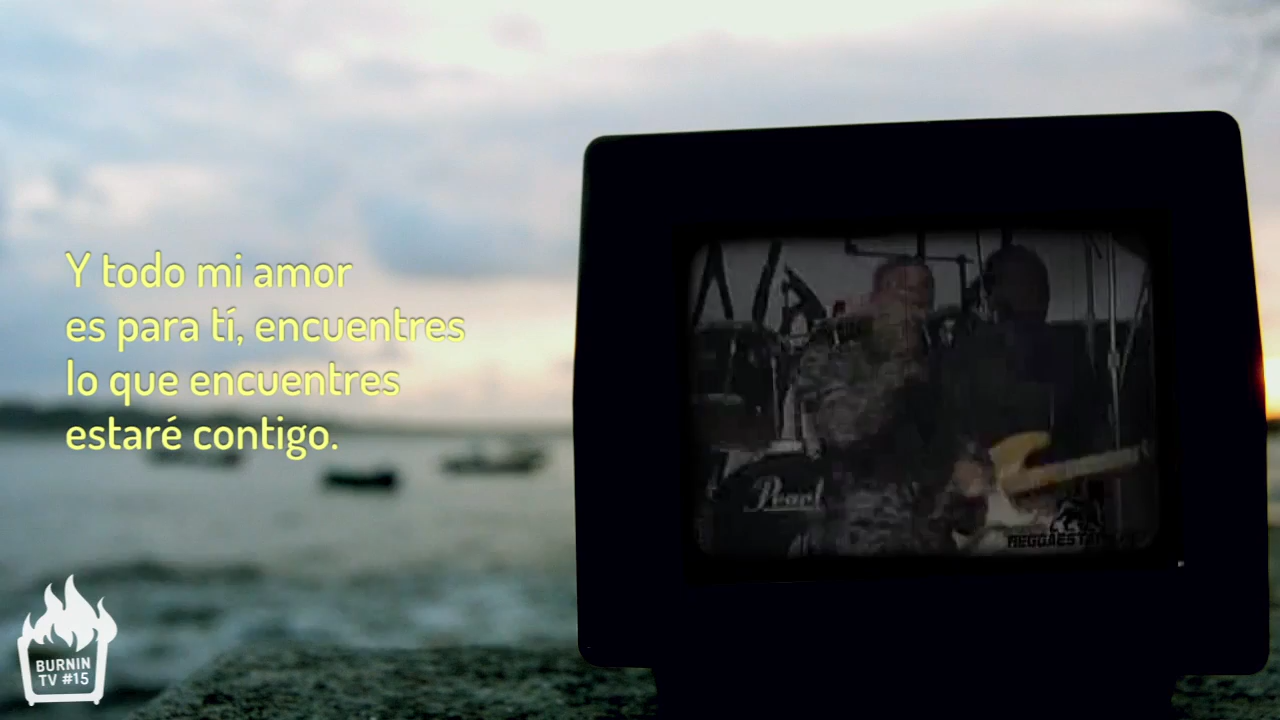 Y todo mi amor
es para tí, encuentres
lo que encuentres
estaré contigo.
Pearl
BURNIN
TV #15